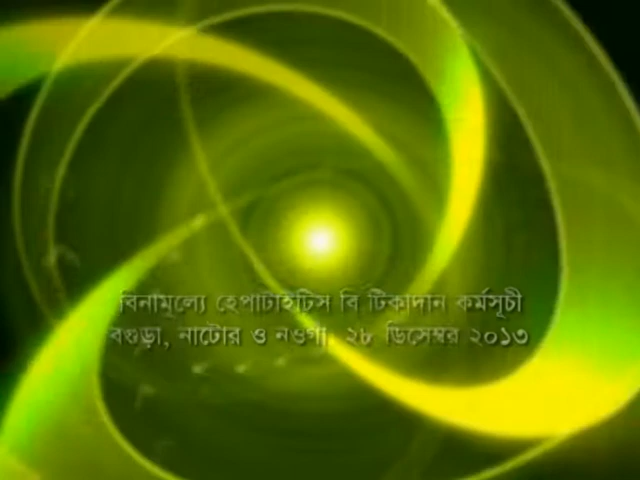 বিনামূল্যে হেপাটাইটিস বি টিকাদান কর্মসূচী
বগুড়া, নাটোর ও নওগা, ২৮ ডিসেম্বর ২০১৩